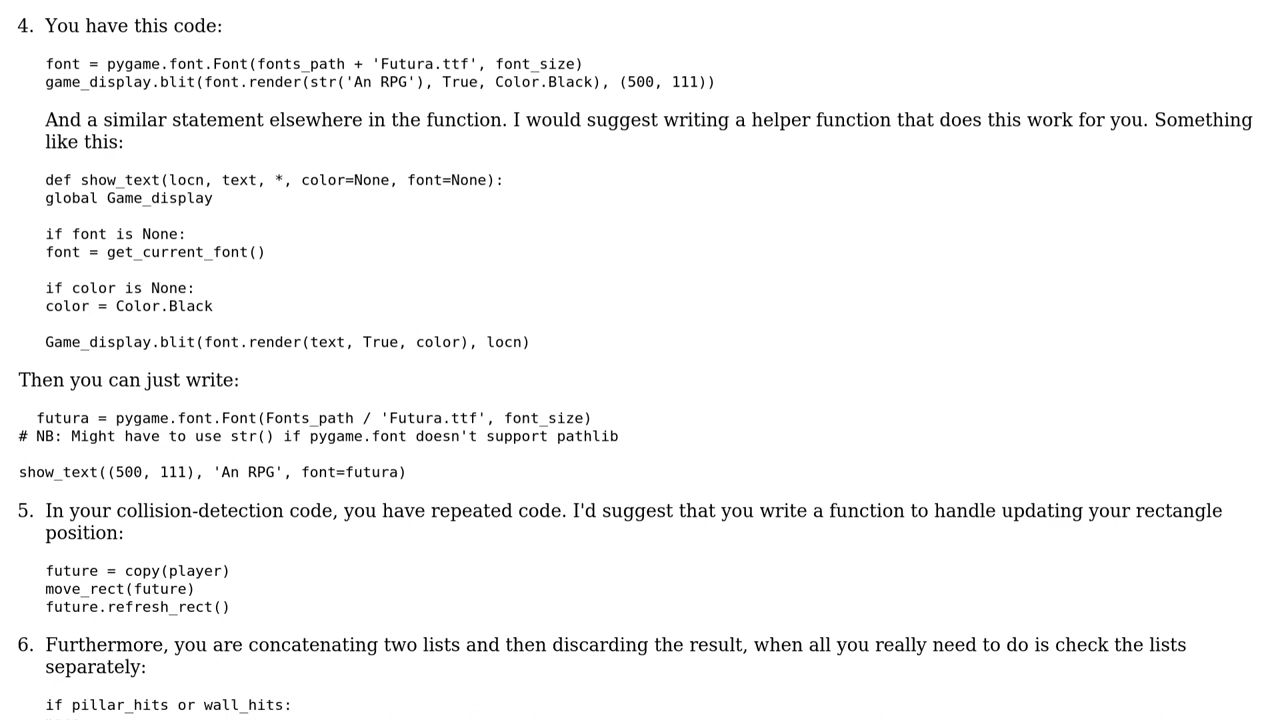 4. You have this code:
font = pygame.font.Font(fonts_path + 'Futura.ttf', font_size)
game_display.blit(font.render(str('An RPG'), True, Color.Black), (500, 111))
And a similar statement elsewhere in the function. I would suggest writing a helper function that does this work for you. Something
like this:
def show_text(locn, text, *, color=None, font=None):
global Game_display
if font is None:
font = get_current_font()
if color is None:
color = Color.Black
Game_display.blit(font.render(text, True, color), locn)
Then you can just write:
futura = pygame.font.Font(Fonts_path / 'Futura.ttf', font_size)
# NB: Might have to use str() if pygame.font doesn't support pathlib
show_text((500, 111), 'An RPG', font=futura)
5. In your collision-detection code, you have repeated code. I'd suggest that you write a function to handle updating your rectangle
position:
future = copy(player)
move_rect(future)
future.refresh_rect()
6. Furthermore, you are concatenating two lists and then discarding the result, when all you really need to do is check the lists
separately:
if pillar_hits or wall_hits: